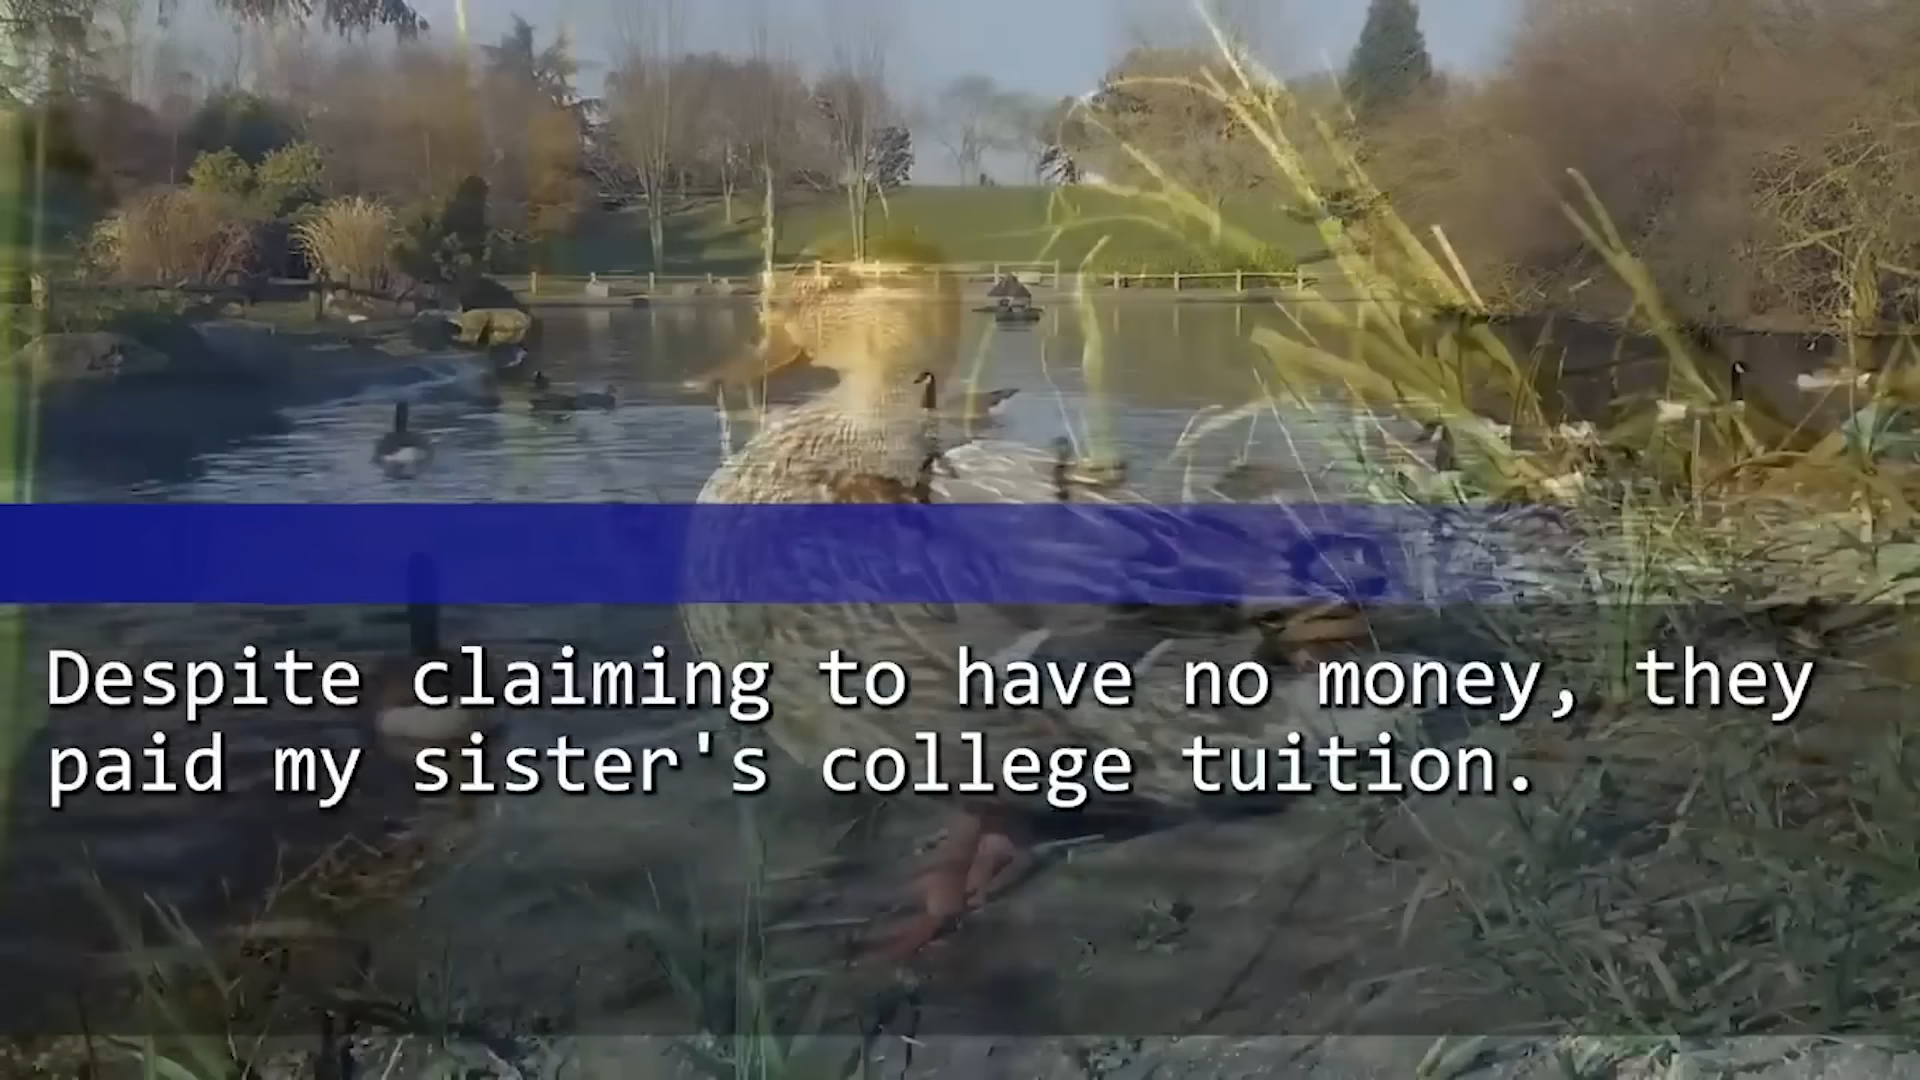 Despite claiming to have no money, they
paid my sister's college tuition.